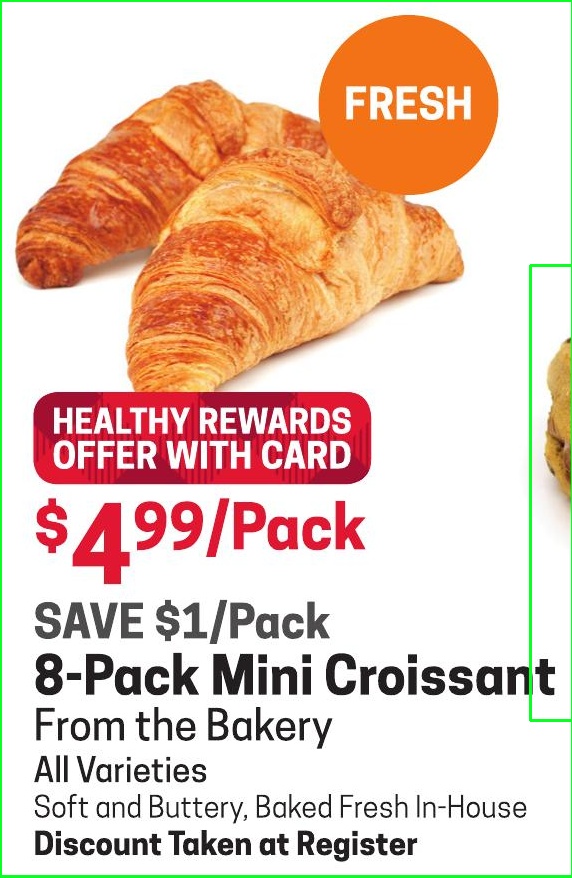 FRESH
HEALTHY REWARDS
OFFER WITH CARD
$4.99/Pack
SAVE $1/Pack
8-Pack Mini Croissant
From the Bakery
All Varieties
Soft and Buttery, Baked Fresh In-House
Discount Taken at Register